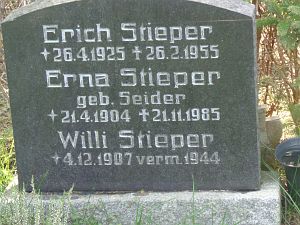 Erich Stieper
*26.4.1925 †26.2.1955
Erna Stieper
geb. Seider
*21.4.1904 †21.11.1985
Willi Stieper
*4.12.1907 verm. 1944